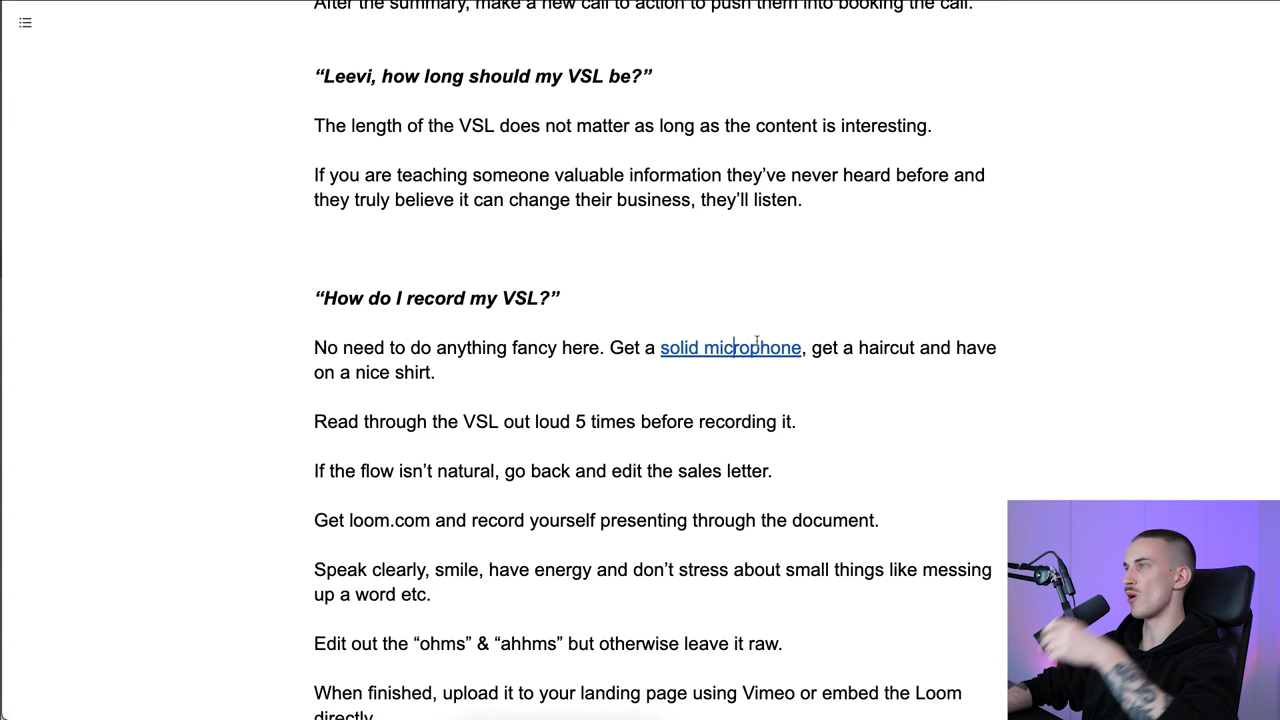 After the summary, make a new call to action to push them into booking the call.
“Leevi, how long should my VSL be?”
The length of the VSL does not matter as long as the content is interesting.
If you are teaching someone valuable information they’ve never heard before and
they truly believe it can change their business, they’ll listen.
“How do I record my VSL?”
No need to do anything fancy here. Get a solid microphone, get a haircut and have
on a nice shirt.
Read through the VSL out loud 5 times before recording it.
If the flow isn’t natural, go back and edit the sales letter.
Get loom.com and record yourself presenting through the document.
Speak clearly, smile, have energy and don’t stress about small things like messing
up a word etc.
Edit out the “ohms” & “ahhms” but otherwise leave it raw.
When finished, upload it to your landing page using Vimeo or embed the Loom
directly